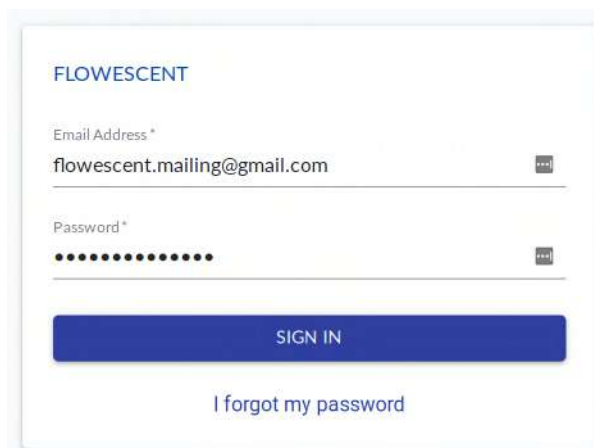 FLOWESCENT
Email Address *
flowescent.mailing@gmail.com
Password *
••••••••••••••
SIGN IN
I forgot my password